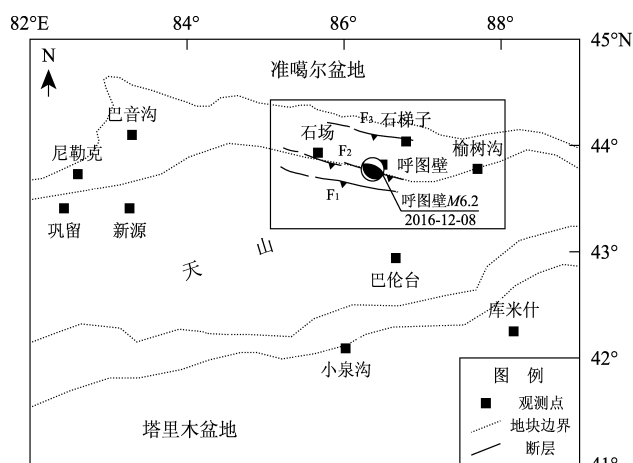 82°E 84° 86° 88°
45°N
N
准噶尔盆地
巴音沟
F₃ 石梯子
石场
榆树沟
44°
尼勒克
F₂
呼图壁
F₁
呼图壁M6.2
2016-12-08
巩留
新源
天山
43°
巴伦台
库米什
小泉沟
42°
图 例
观测点
地块边界
断层
塔里木盆地
41°